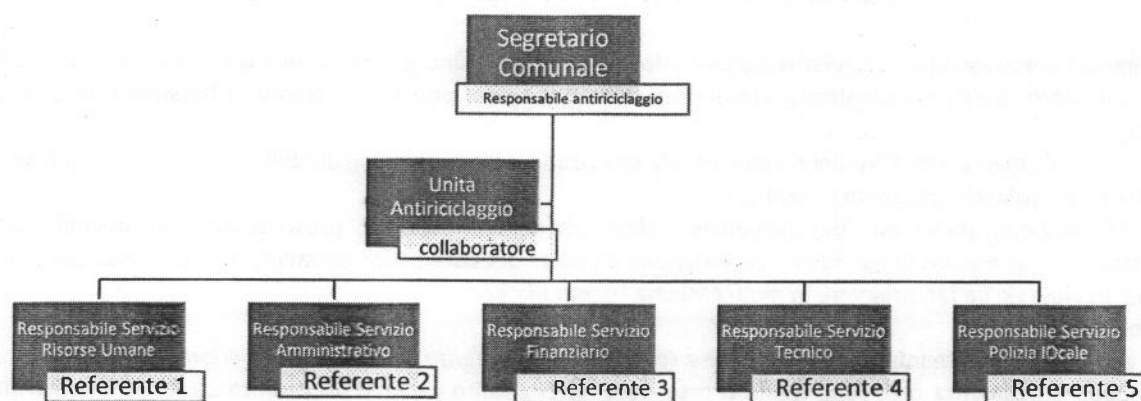 Segretario
Comunale
Responsabile antiriciclaggio
Unita
Antiriciclaggio
collaboratore
Responsabile Servizio
Risorse Umane
Referente 1
Responsabile Servizio
Amministrativo
Referente 2
Responsabile Servizio
Finanziario
Referente 3
Responsabile Servizio
Tecnico
Referente 4
Responsabile Servizio
Polizia lOcale
Referente 5